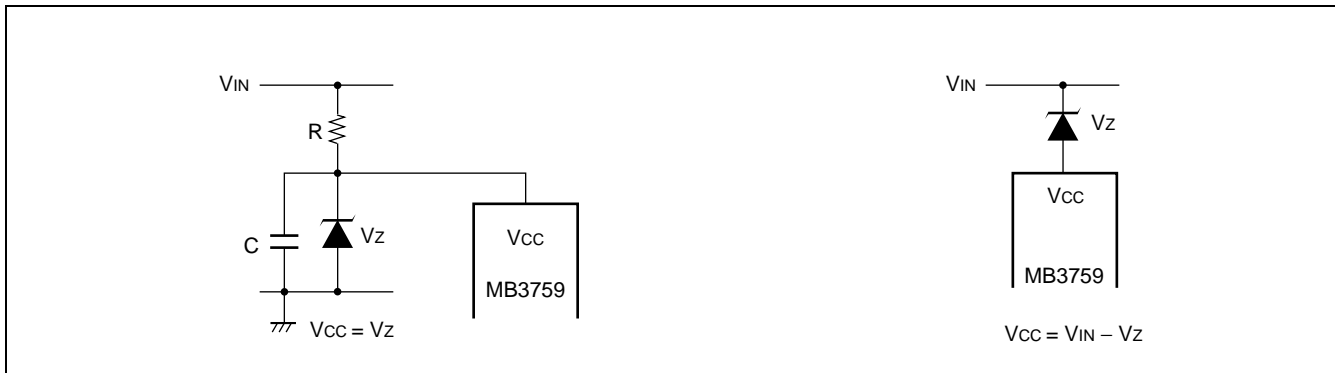 VIN
R
C
VZ
VCC
MB3759
VCC = VZ
VIN
VZ
VCC
MB3759
VCC = VIN − VZ